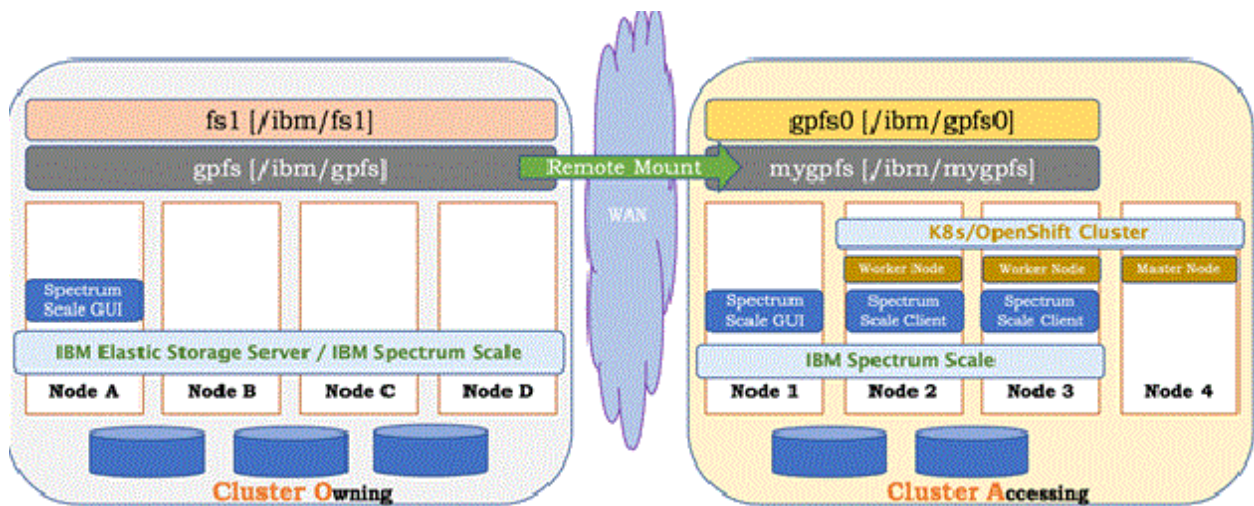 fs1 [/ibm/fs1]
gpfs [/ibm/gpfs]
Remote Mount
WAN
gpfs0 [/ibm/gpfs0]
mygpfs [/ibm/mygpfs]
K8s/OpenShift Cluster
Worker Node
Worker Node
Master Node
Spectrum
Scale GUI
Spectrum
Scale GUI
Spectrum
Scale Client
Spectrum
Scale Client
IBM Elastic Storage Server / IBM Spectrum Scale
IBM Spectrum Scale
Node A
Node B
Node C
Node D
Node 1
Node 2
Node 3
Node 4
Cluster Owning
Cluster Accessing